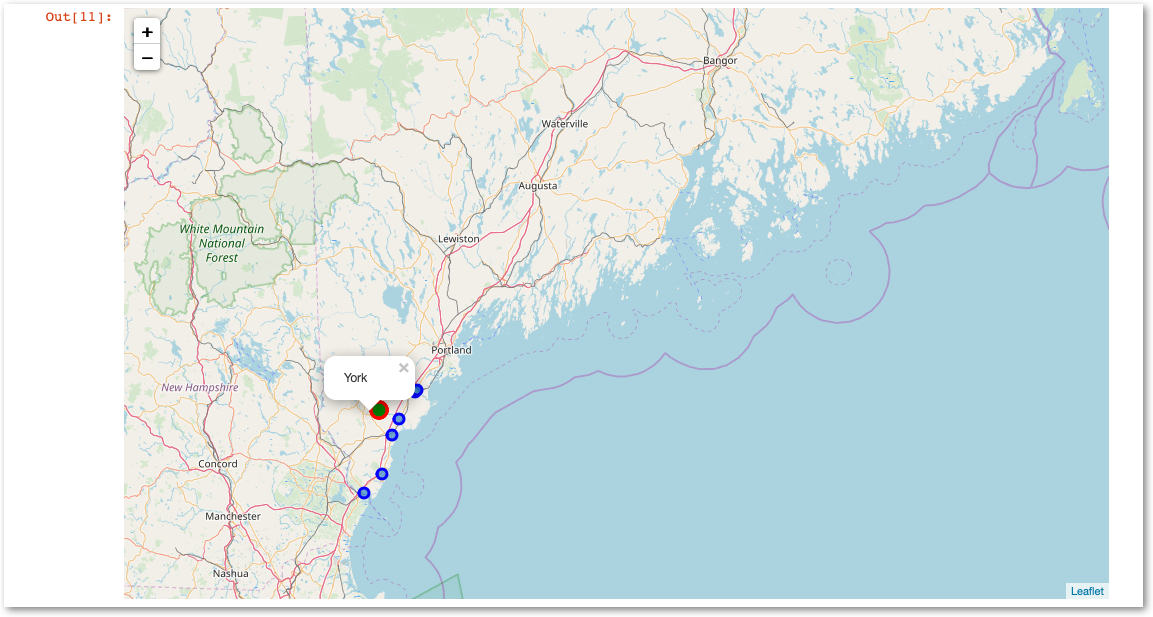 Out[11]:
+
−
Bangor
Waterville
Augusta
White Mountain
National
Forest
Lewiston
Portland
York ×
New Hampshire
Concord
Manchester
Nashua
Leaflet